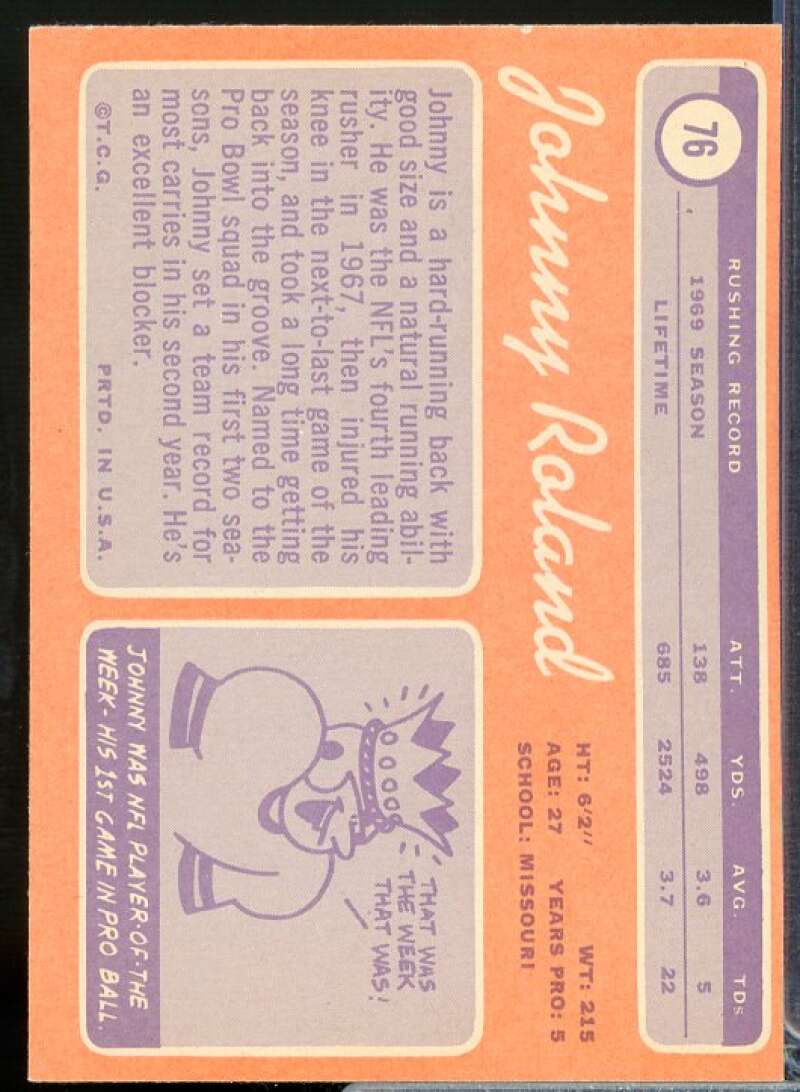 76
RUSHING RECORD ATT. YDS. AVG. TDs
1969 SEASON 138 498 3.6 5
LIFETIME 685 2524 3.7 22
Johnny Roland
HT: 6'2" WT: 215
AGE: 27 YEARS PRO: 5
SCHOOL: MISSOURI
Johnny is a hard-running back with
good size and a natural running abil-
ity. He was the NFL's fourth leading
rusher in 1967, then injured his
knee in the next-to-last game of the
season, and took a long time getting
back into the groove. Named to the
Pro Bowl squad in his first two sea-
sons, Johnny set a team record for
most carries in his second year. He's
an excellent blocker.
©T.C.G. PRTD. IN U.S.A.
THAT WAS
THE WEEK
THAT WAS!
JOHNNY WAS NFL PLAYER-OF-THE
WEEK- HIS 1ST GAME IN PRO BALL.